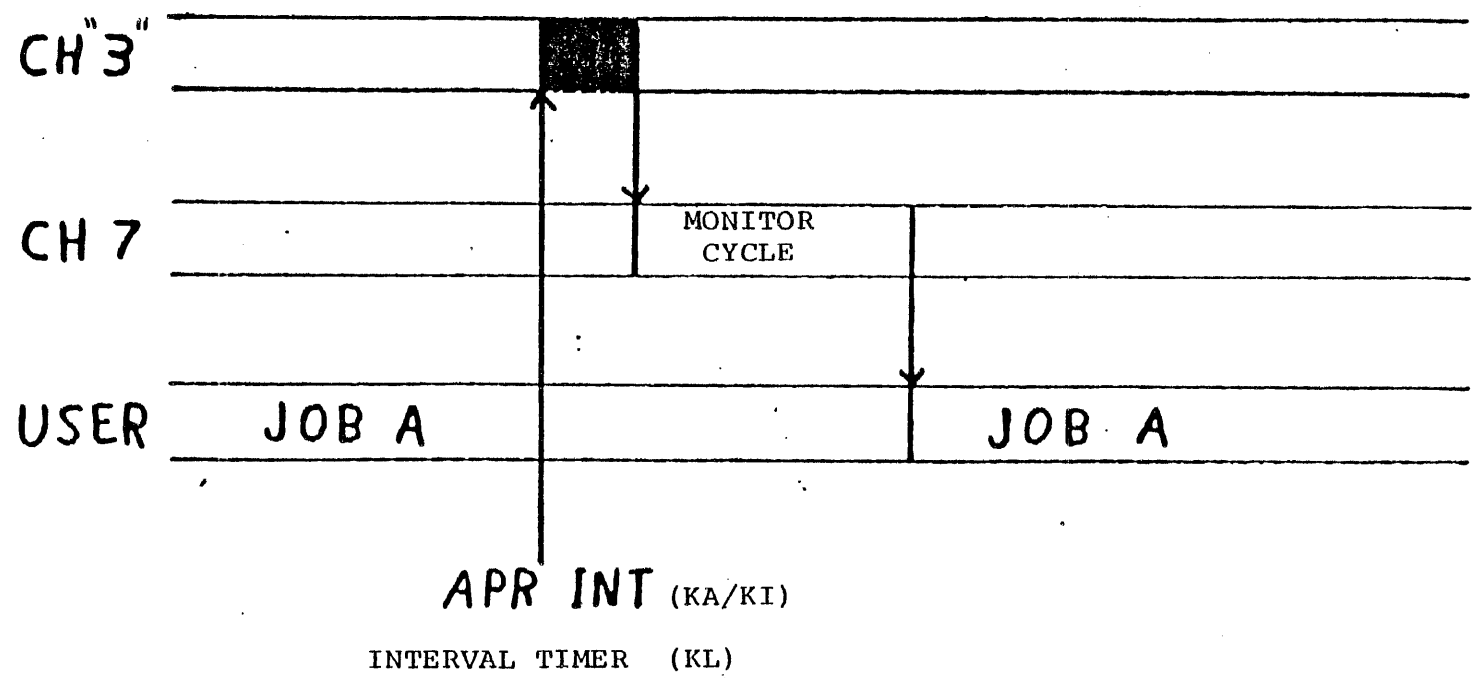 CH "3"
CH 7
MONITOR
CYCLE
USER
JOB A
JOB A
APR INT (KA/KI)
INTERVAL TIMER (KL)